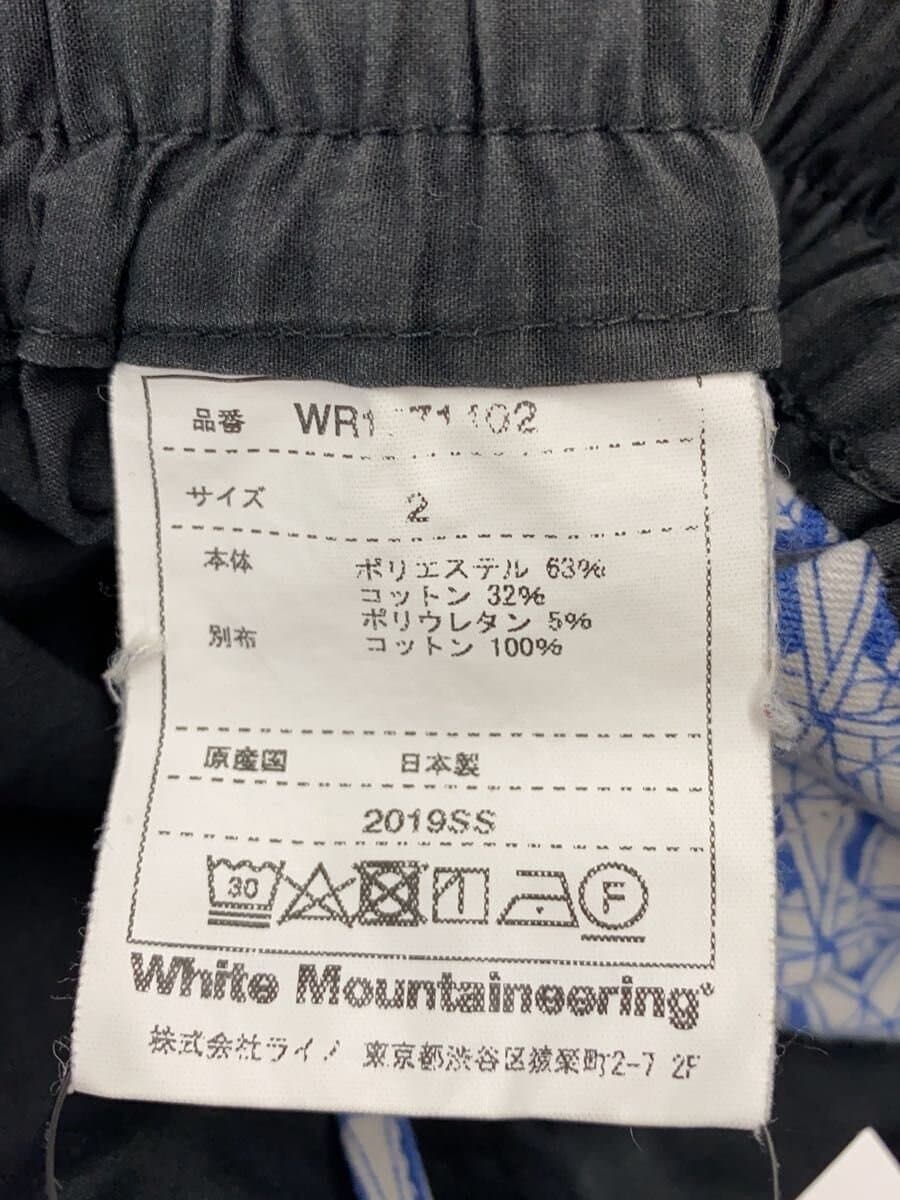 品番
サイズ 2
本体 ポリエステル 63%
コットン 32%
ポリウレタン 5%
別布 コットン 100%
原産国 日本製
2019SS
30
F
White Mountaineering®
株式会社ライノ 東京都渋谷区猿楽町2-7 2F